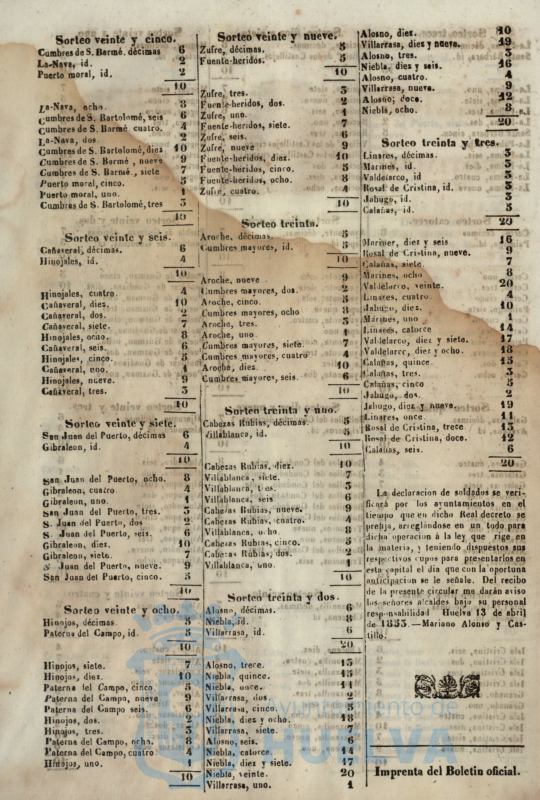 Sorteo veinte y cinco.
Cumbres de S. Barmé. décimas 6
La-Nava, id. 2
Puerto moral, id. 2
10
La-Nava, ocho. 8
Cumbres de S. Bartolomé, seis 6
Cumbres de S. Barmé cuatro. 4
La-Nava, dos 2
Cumbres de S. Bartolomé, diez 10
Cumbres de S. Barmé, nueve 9
Cumbres de S. Barmé., siete 7
Puerto moral, cinco. 5
Puerto moral, uno. 1
Cumbres de S. Bartolomé, tres 3
10
Sorteo veinte y seis.
Cañaveral, décimas. 6
Hinojales, id. 4
10
Hinojales, cuatro 4
Cañaveral, diez. 10
Cañaveral, dos. 2
Cañaveral, siete. 7
Hinojales, ocho. 8
Cañaveral, seis 6
Hinojales, cinco. 5
Cañaveral, uno. 1
Hinojales, nueve. 9
Cañaveral, tres. 3
10
Sorteo veinte y siete.
San Juan del Puerto, décimas 6
Gibraleon, id. 4
10
San Juan del Puerto, ocho. 8
Gibraleon, cuatro 4
Gibraleon, uno. 1
San Juan del Puerto, tres. 3
S. Juan del Puerto, dos 2
S. Juan del Puerto, seis. 6
Gibraleon, diez. 10
Gibraleon, siete. 7
S. Juan del Puerto, nueve 9
San Juan del Puerto, cinco. 5
10
Sorteo veinte y ocho.
Hinojos, décimas 5
Paterna del Campo, id. 5
10
Hinojos, siete. 7
Hinojos, diez. 10
Paterna del Campo, cinco 5
Paterna del Campo, nueve 9
Paterna del Campo seis. 6
Hinojos, dos. 2
Hinojos, tres. 3
Paterna del Campo, ocho. 8
Paterna del Campo, cuatro 4
Hinojos, uno. 1
10
Sorteo veinte y nueve.
Zufre, décimas. 5
Fuente-heridos. 5
10
Zufre, tres. 3
Fuente-heridos, dos. 2
Zufre, uno. 1
Fuente-heridos, siete. 7
Zufre, seis. 6
Zufre, nueve 9
Fuente-heridos, diez. 10
Fuente-heridos, cinco. 5
Fuente-heridos, ocho. 8
Zufre, cuatro. 4
10
Sorteo treinta.
Aroche, décimas. 5
Cumbres mayores, id. 5
10
Aroche, nueve 9
Cumbres mayores, dos. 2
Aroche, cinco. 5
Cumbres mayores, ocho 8
Aroche, tres. 3
Aroche, uno. 1
Cumbres mayores, siete 7
Cumbres mayores, cuatro 4
Aroche, diez. 10
Cumbres mayores, seis 6
10
Sorteo treinta y uno.
Cabezas Rubias, décimas. 5
Villablanca, id. 5
10
Cabezas Rubias, diez. 10
Villablanca, siete. 7
Villablanca, tres. 3
Villablanca, seis 6
Cabezas Rubias, nueve. 9
Cabezas Rubias, cuatro. 4
Villablanca, ocho 8
Cabezas Rubias, cinco. 5
Cabezas Rubias, dos. 2
Villablanca, uno. 1
10
Sorteo treinta y dos.
Alosno, décimas. 6
Niebla, id. 8
Villarrasa, id. 6
20
Alosno, trece. 13
Niebla, quince. 15
Niebla, once. 11
Villarrasa, dos 2
Villarrasa, cinco. 5
Niebla, diez y ocho 18
Villarrasa, siete. 7
Alosno, seis. 6
Niebla, catorce. 14
Niebla, diez y siete. 17
Niebla, veinte. 20
Villarrasa, uno. 1
Alosno, diez. 10
Villarrasa, diez y nueve. 19
Alosno, tres. 3
Niebla, diez y seis. 16
Alosno, cuatro. 4
Villarrasa, nueve. 9
Alosno, doce. 12
Niebla, ocho. 8
20
Sorteo treinta y tres.
Linares, décimas. 3
Marines, id. 3
Valdelarco, id 3
Rosal de Cristina, id. 3
Jabugo, id. 3
Calañas, id. 5
20
Marines, diez y seis 16
Rosal de Cristina, nueve. 9
Calañas, siete. 7
Marines, ocho 8
Valdelarco, veinte. 20
Linares, cuatro. 4
Jabugo, diez. 10
Marines, uno 1
Linares, catorce 14
Valdelarco, diez y siete. 17
Valdelarco, diez y ocho. 18
Calañas, quince 15
Calañas, tres. 3
Calañas, cinco 5
Jabugo, dos. 2
Jabugo, diez y nueve. 19
Linares, once 11
Rosal de Cristina, trece. 13
Rosal de Cristina, doce. 12
Calañas, seis. 6
20
La declaracion de soldados se veri-
ficará por los ayuntamientos en el
tiempo que en dicho Real decreto se
prefija, arreglándose en un todo para
dicha operacion á la ley que rige en
la materia, y teniendo dispuestos sus
respectivos cupos para presentarlos en
esta capital el dia que con la oportuna
anticipacion se le señale. Del recibo
de la presente circular me darán aviso
los señores alcaldes bajo su personal
responsabilidad Huelva 13 de abril
de 1853.—Mariano Alonso y Cas-
tillo.
Imprenta del Boletin oficial.
Ayuntamiento de
HUELVA